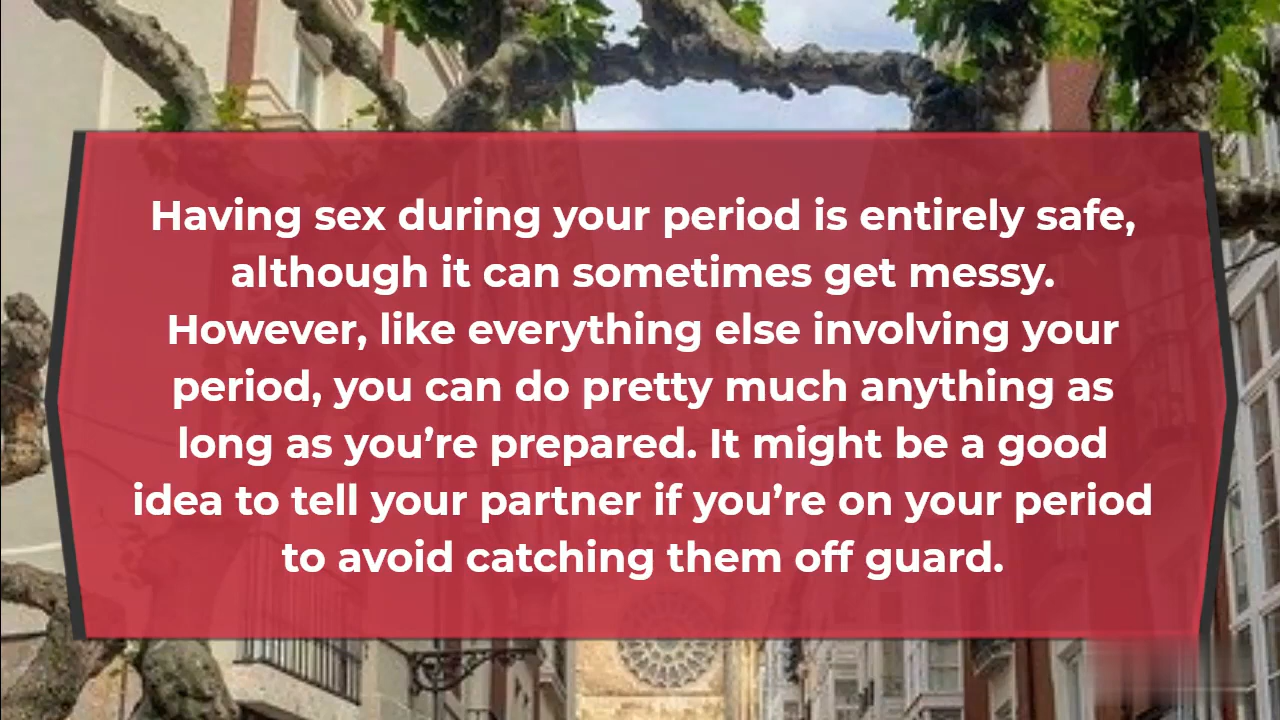 Having sex during your period is entirely safe,
although it can sometimes get messy.
However, like everything else involving your
period, you can do pretty much anything as
long as you’re prepared. It might be a good
idea to tell your partner if you’re on your period
to avoid catching them off guard.